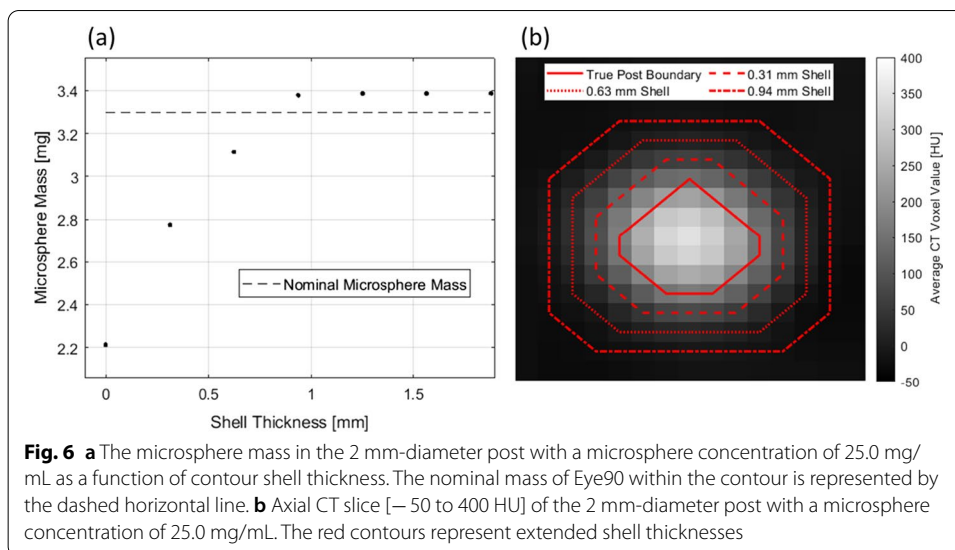 (a)
3.4
3.2
3
2.8
2.6
2.4
2.2
Microsphere Mass [mg]
Nominal Microsphere Mass
0
0.5
1
1.5
Shell Thickness [mm]
(b)
True Post Boundary
0.31 mm Shell
0.63 mm Shell
0.94 mm Shell
400
350
300
250
200
150
100
50
0
-50
Average CT Voxel Value [HU]
Fig. 6 a The microsphere mass in the 2 mm-diameter post with a microsphere concentration of 25.0 mg/
mL as a function of contour shell thickness. The nominal mass of Eye90 within the contour is represented by
the dashed horizontal line. b Axial CT slice [− 50 to 400 HU] of the 2 mm-diameter post with a microsphere
concentration of 25.0 mg/mL. The red contours represent extended shell thicknesses